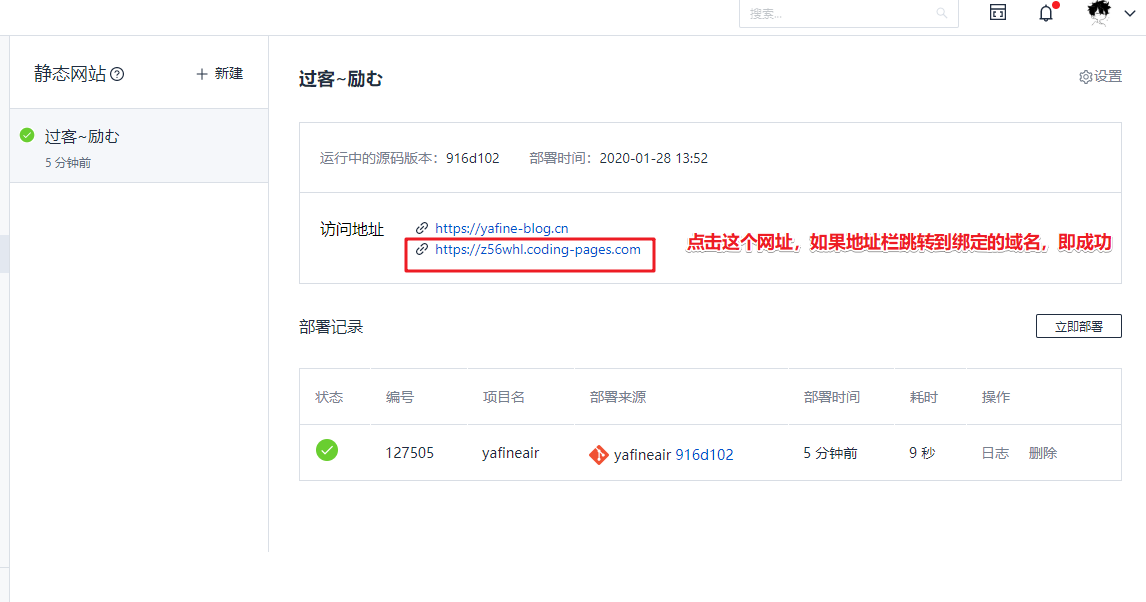 搜索...
静态网站
新建
过客~励む
5 分钟前
过客~励む
设置
运行中的源码版本：916d102 部署时间：2020-01-28 13:52
访问地址
https://yafine-blog.cn
https://z56whl.coding-pages.com
点击这个网址，如果地址栏跳转到绑定的域名，即成功
部署记录
立即部署
状态 编号 项目名 部署来源 部署时间 耗时 操作
127505 yafineair yafineair 916d102 5 分钟前 9 秒 日志 删除